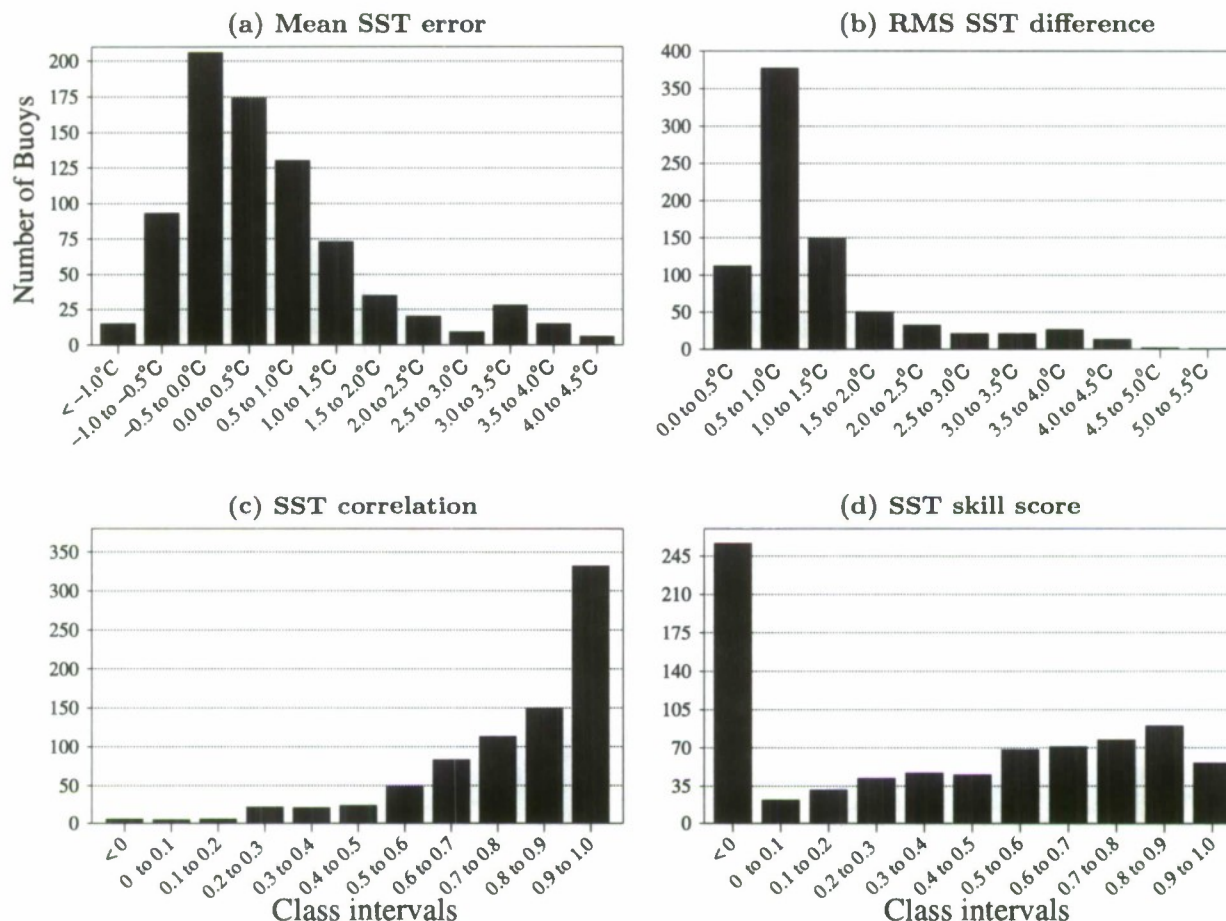 (a) Mean SST error
Number of Buoys
200
175
150
125
100
75
50
25
0
< −1.0°C
−1.0 to −0.5°C
−0.5 to 0.0°C
0.0 to 0.5°C
0.5 to 1.0°C
1.0 to 1.5°C
1.5 to 2.0°C
2.0 to 2.5°C
2.5 to 3.0°C
3.0 to 3.5°C
3.5 to 4.0°C
4.0 to 4.5°C
(b) RMS SST difference
400
350
300
250
200
150
100
50
0
0.0 to 0.5°C
0.5 to 1.0°C
1.0 to 1.5°C
1.5 to 2.0°C
2.0 to 2.5°C
2.5 to 3.0°C
3.0 to 3.5°C
3.5 to 4.0°C
4.0 to 4.5°C
4.5 to 5.0°C
5.0 to 5.5°C
(c) SST correlation
350
300
250
200
150
100
50
0
< 0
0 to 0.1
0.1 to 0.2
0.2 to 0.3
0.3 to 0.4
0.4 to 0.5
0.5 to 0.6
0.6 to 0.7
0.7 to 0.8
0.8 to 0.9
0.9 to 1.0
Class intervals
(d) SST skill score
245
210
175
140
105
70
35
0
< 0
0 to 0.1
0.1 to 0.2
0.2 to 0.3
0.3 to 0.4
0.4 to 0.5
0.5 to 0.6
0.6 to 0.7
0.7 to 0.8
0.8 to 0.9
0.9 to 1.0
Class intervals